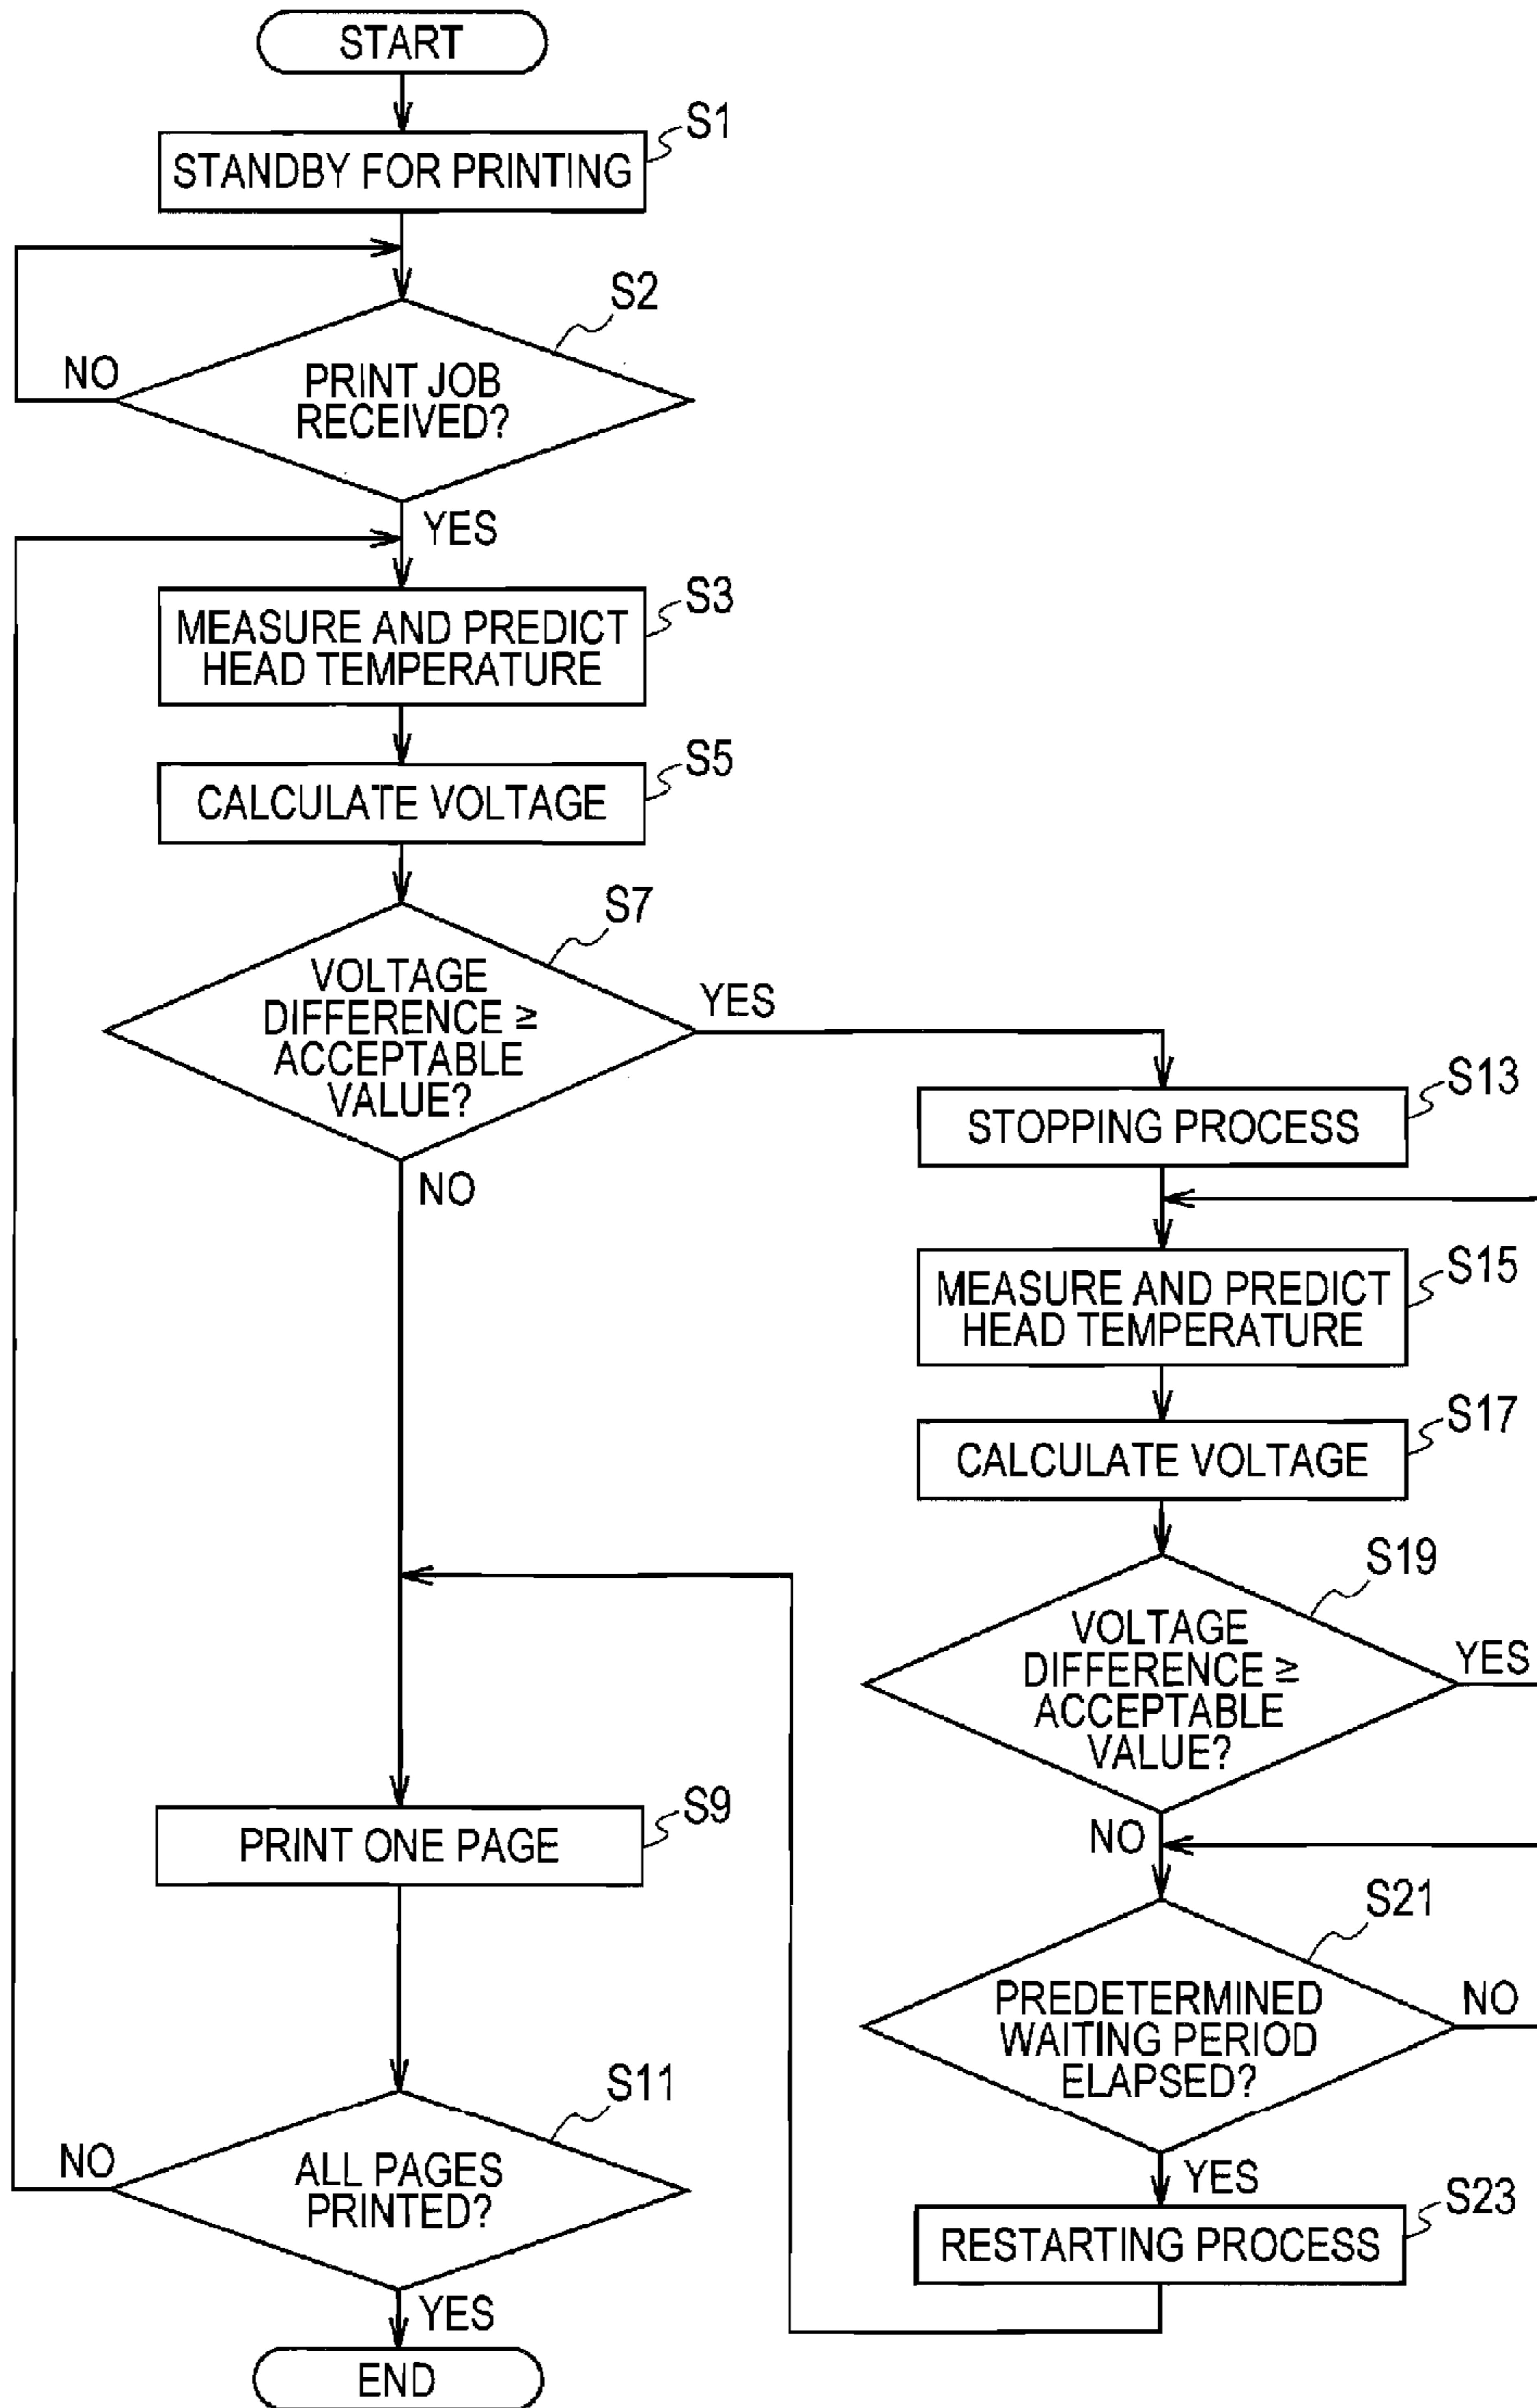 START
S1
STANDBY FOR PRINTING
S2
NO
PRINT JOB
RECEIVED?
YES
S3
MEASURE AND PREDICT
HEAD TEMPERATURE
S5
CALCULATE VOLTAGE
S7
VOLTAGE
DIFFERENCE ≥
ACCEPTABLE
VALUE?
YES
NO
S13
STOPPING PROCESS
S15
MEASURE AND PREDICT
HEAD TEMPERATURE
S17
CALCULATE VOLTAGE
S19
VOLTAGE
DIFFERENCE ≥
ACCEPTABLE
VALUE?
YES
NO
S21
PREDETERMINED
WAITING PERIOD
ELAPSED?
NO
YES
S23
RESTARTING PROCESS
S9
PRINT ONE PAGE
S11
NO
ALL PAGES
PRINTED?
YES
END